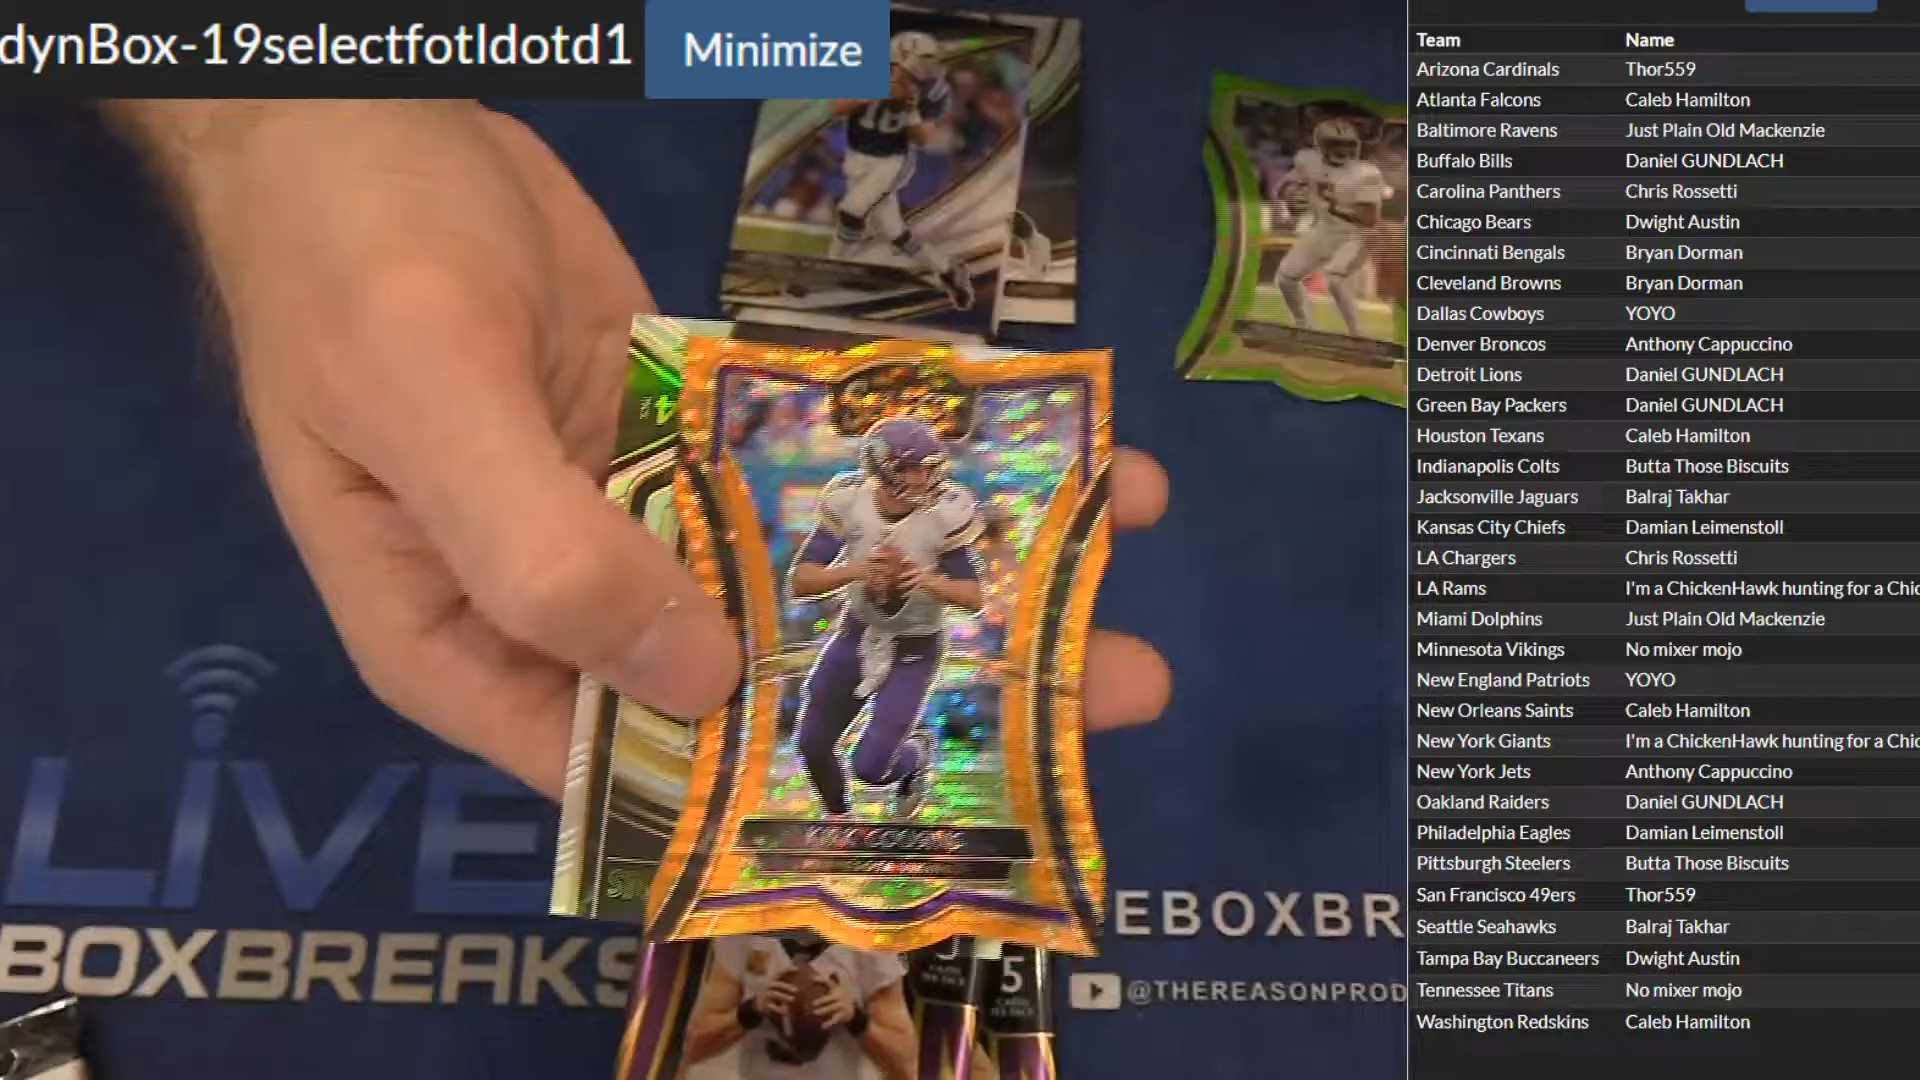 dynBox-19selectfotldotd1
Minimize
Team Name
Arizona Cardinals Thor559
Atlanta Falcons Caleb Hamilton
Baltimore Ravens Just Plain Old Mackenzie
Buffalo Bills Daniel GUNDLACH
Carolina Panthers Chris Rossetti
Chicago Bears Dwight Austin
Cincinnati Bengals Bryan Dorman
Cleveland Browns Bryan Dorman
Dallas Cowboys YOYO
Denver Broncos Anthony Cappuccino
Detroit Lions Daniel GUNDLACH
Green Bay Packers Daniel GUNDLACH
Houston Texans Caleb Hamilton
Indianapolis Colts Butta Those Biscuits
Jacksonville Jaguars Balraj Takhar
Kansas City Chiefs Damian Leimenstoll
LA Chargers Chris Rossetti
LA Rams I'm a ChickenHawk hunting for a Chic
Miami Dolphins Just Plain Old Mackenzie
Minnesota Vikings No mixer mojo
New England Patriots YOYO
New Orleans Saints Caleb Hamilton
New York Giants I'm a ChickenHawk hunting for a Chic
New York Jets Anthony Cappuccino
Oakland Raiders Daniel GUNDLACH
Philadelphia Eagles Damian Leimenstoll
Pittsburgh Steelers Butta Those Biscuits
San Francisco 49ers Thor559
Seattle Seahawks Balraj Takhar
Tampa Bay Buccaneers Dwight Austin
Tennessee Titans No mixer mojo
Washington Redskins Caleb Hamilton
18
LIVE
BOXBREAKS
EBOXBR
@THEREASONPROD
5